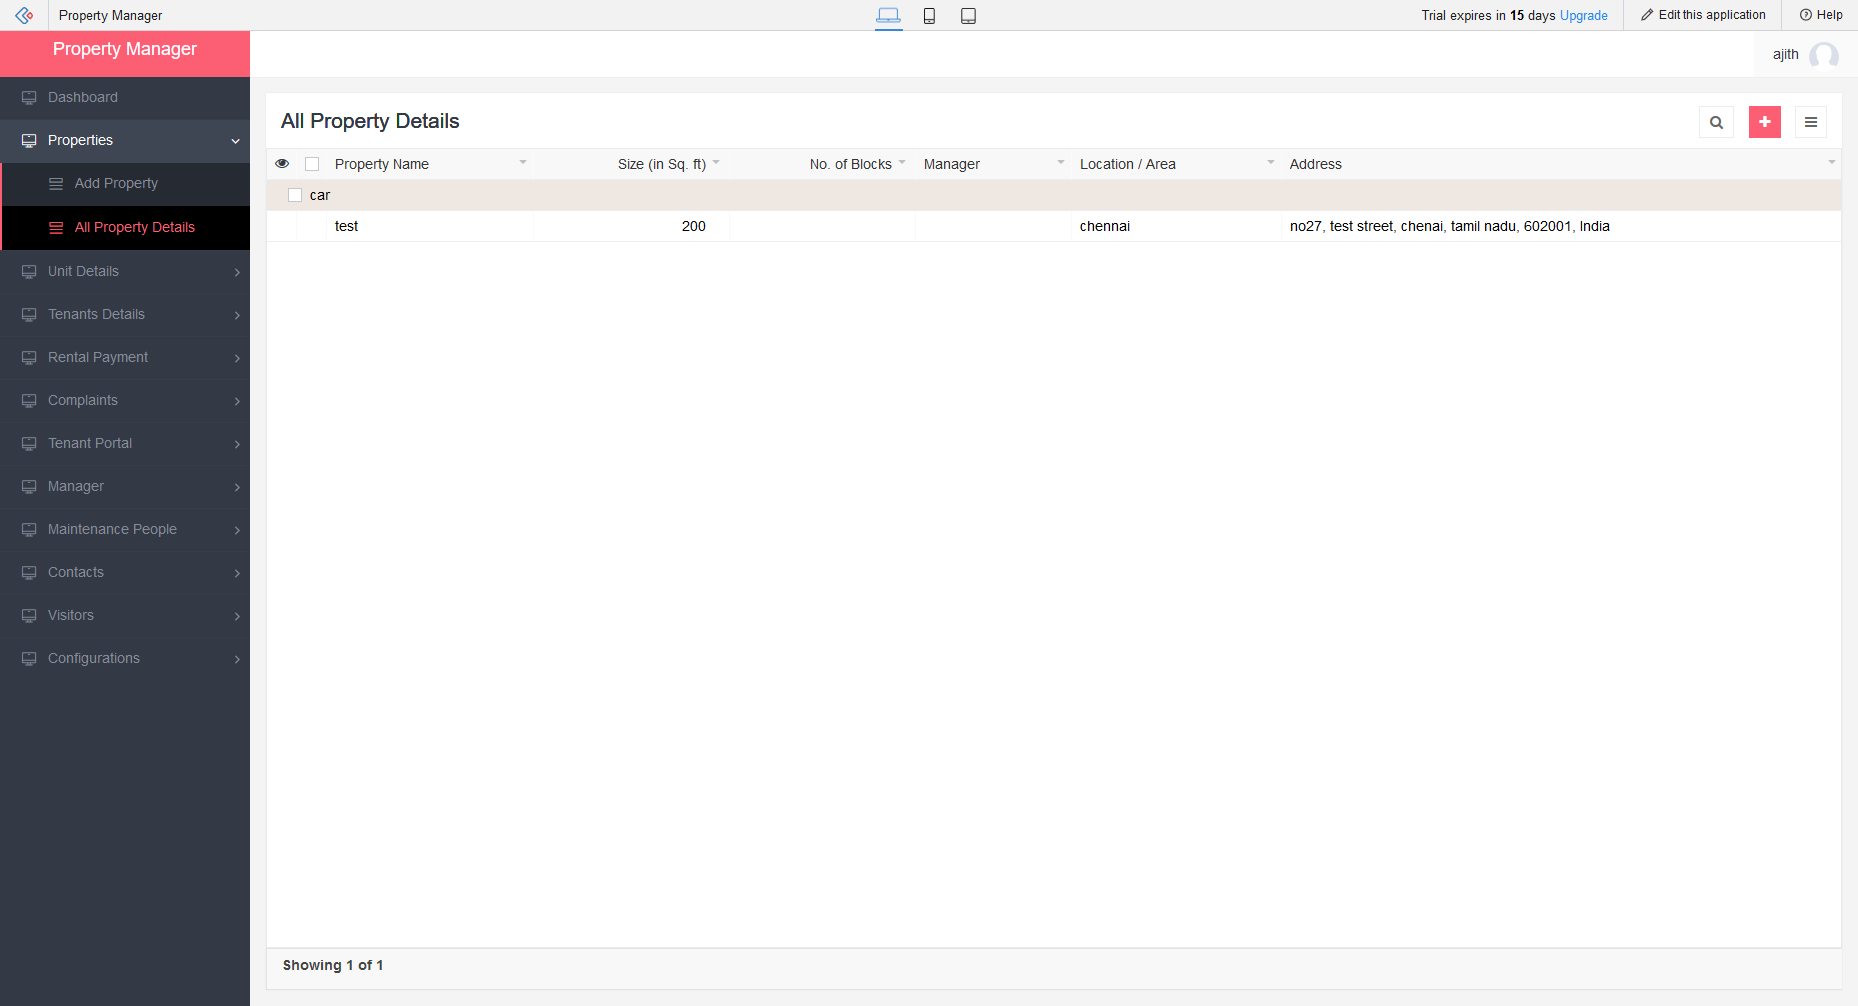 Property Manager
Trial expires in 15 days Upgrade
Edit this application
Help
Property Manager
ajith
Dashboard
Properties
Add Property
All Property Details
Unit Details
Tenants Details
Rental Payment
Complaints
Tenant Portal
Manager
Maintenance People
Contacts
Visitors
Configurations
All Property Details
Property Name Size (in Sq. ft) No. of Blocks Manager Location / Area Address
car
test 200 chennai no27, test street, chenai, tamil nadu, 602001, India
Showing 1 of 1